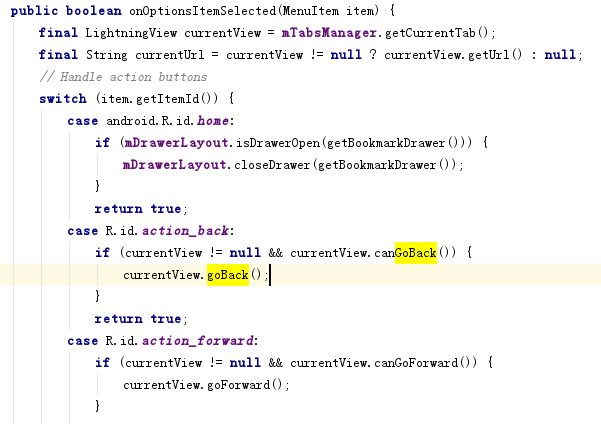 public boolean onOptionsItemSelected(MenuItem item) {
final LightningView currentView = mTabsManager.getCurrentTab();
final String currentUrl = currentView != null ? currentView.getUrl() : null;
// Handle action buttons
switch (item.getItemId()) {
case android.R.id.home:
if (mDrawerLayout.isDrawerOpen(getBookmarkDrawer())) {
mDrawerLayout.closeDrawer(getBookmarkDrawer());
}
return true;
case R.id.action_back:
if (currentView != null && currentView.canGoBack()) {
currentView.goBack();
}
return true;
case R.id.action_forward:
if (currentView != null && currentView.canGoForward()) {
currentView.goForward();
}